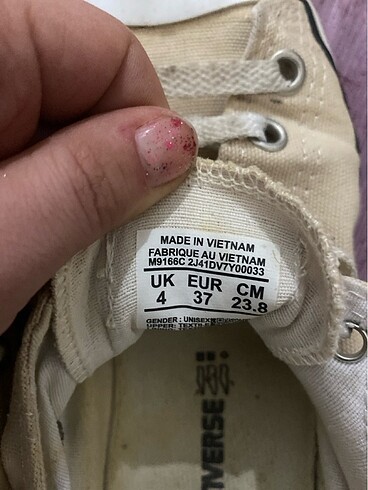 MADE IN VIETNAM
FABRIQUE AU VIETNAM
M9166C 2J41DV7Y00033
UK EUR CM
4 37 23.8
GENDER : UNISEX
UPPER: TEXTILE
VERSE